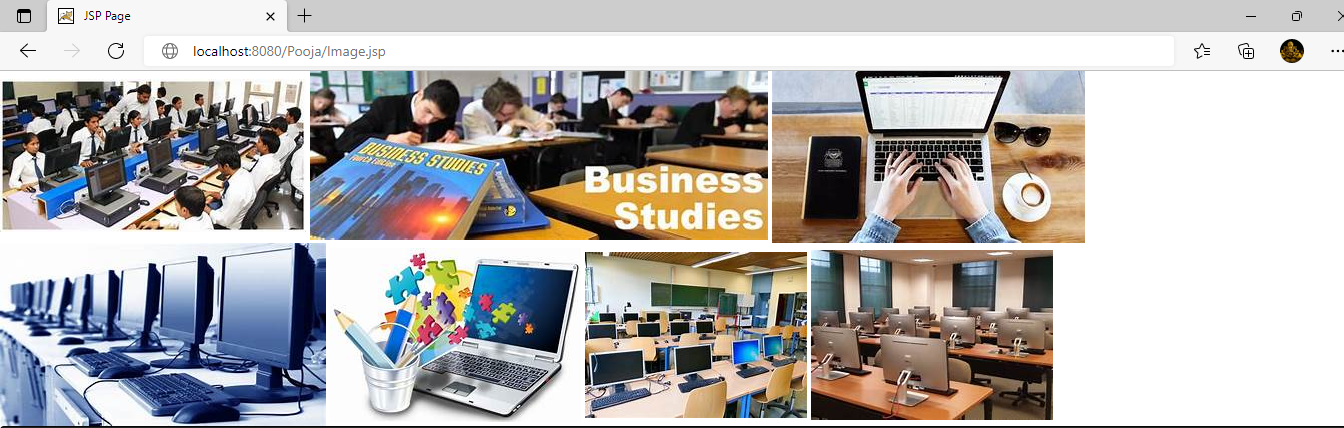 JSP Page
localhost:8080/Pooja/Image.jsp
BUSINESS STUDIES
Business
Studies